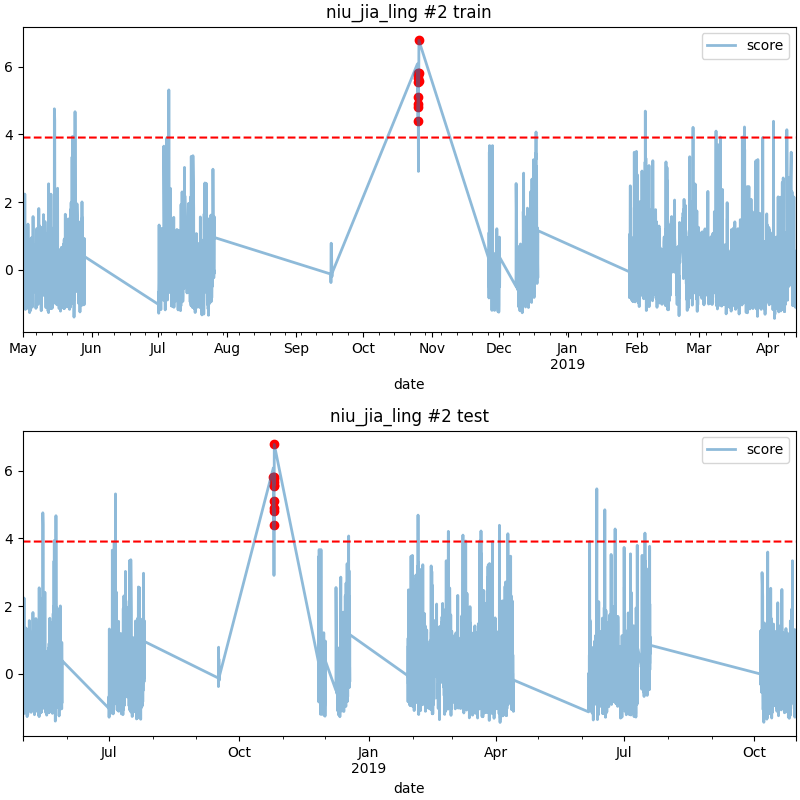 niu_jia_ling #2 train
score
6
4
2
0
May Jun Jul Aug Sep Oct Nov Dec Jan Feb Mar Apr
2019
date
niu_jia_ling #2 test
score
6
4
2
0
Jul Oct Jan Apr Jul Oct
2019
date